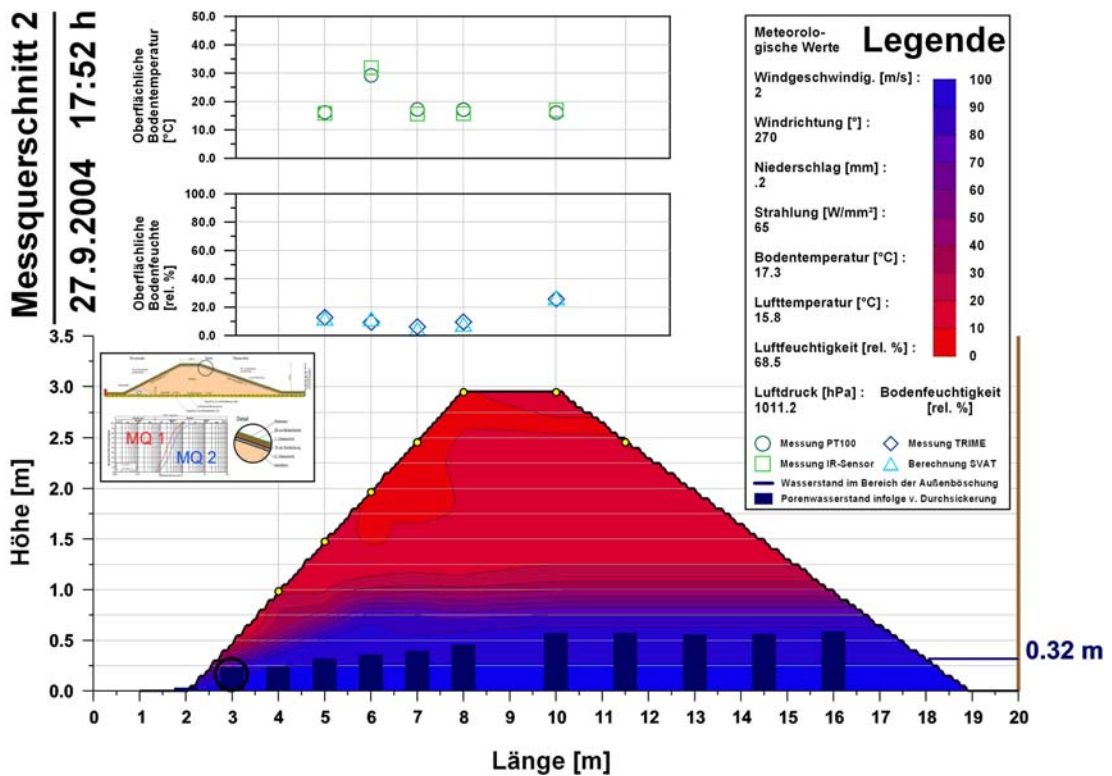 Messquerschnitt 2
27.9.2004 17:52 h
Oberflächliche
Bodentemperatur
[°C]
50.0
40.0
30.0
20.0
10.0
0.0
Oberflächliche
Bodenfeuchte
[rel. %]
100.0
80.0
60.0
40.0
20.0
0.0
Meteorolo-
gische Werte
Legende
Windgeschwindig. [m/s] :
2
Windrichtung [°] :
270
Niederschlag [mm] :
.2
Strahlung [W/mm²] :
65
Bodentemperatur [°C] :
17.3
Lufttemperatur [°C] :
15.8
Luftfeuchtigkeit [rel. %] :
68.5
Luftdruck [hPa] :
1011.2
100
90
80
70
60
50
40
30
20
10
0
Bodenfeuchtigkeit
[rel. %]
Messung PT100
Messung TRIME
Messung IR-Sensor
Berechnung SVAT
Wasserstand im Bereich der Außenböschung
Porenwasserstand infolge v. Durchsickerung
Höhe [m]
3.5
3.0
2.5
2.0
1.5
1.0
0.5
0.0
MQ 1
MQ 2
Detail
0.32 m
0 1 2 3 4 5 6 7 8 9 10 11 12 13 14 15 16 17 18 19 20
Länge [m]